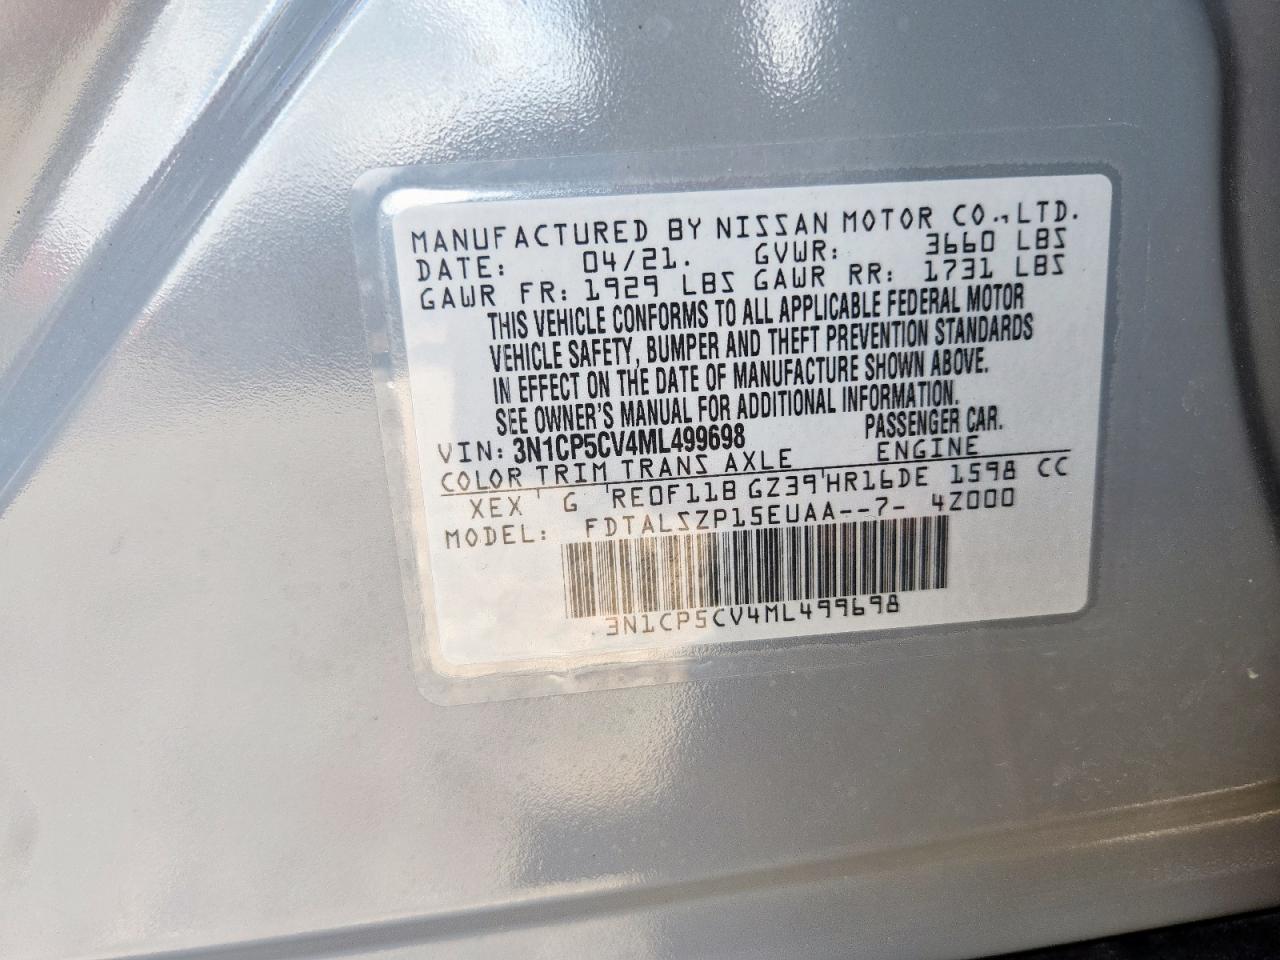 MANUFACTURED BY NISSAN MOTOR CO., LTD.
DATE: 04/21. GVWR: 3660 LBS
GAWR FR: 1929 LBS GAWR RR: 1731 LBS
THIS VEHICLE CONFORMS TO ALL APPLICABLE FEDERAL MOTOR
VEHICLE SAFETY, BUMPER AND THEFT PREVENTION STANDARDS
IN EFFECT ON THE DATE OF MANUFACTURE SHOWN ABOVE.
SEE OWNER'S MANUAL FOR ADDITIONAL INFORMATION.
VIN: 3N1CP5CV4ML499698 PASSENGER CAR.
COLOR TRIM TRANS AXLE ENGINE
XEX G RE0F11B GZ39 HR16DE 1598 CC
MODEL: FDTALSZP15EUAA--7- 4Z000
3N1CP5CV4ML499698